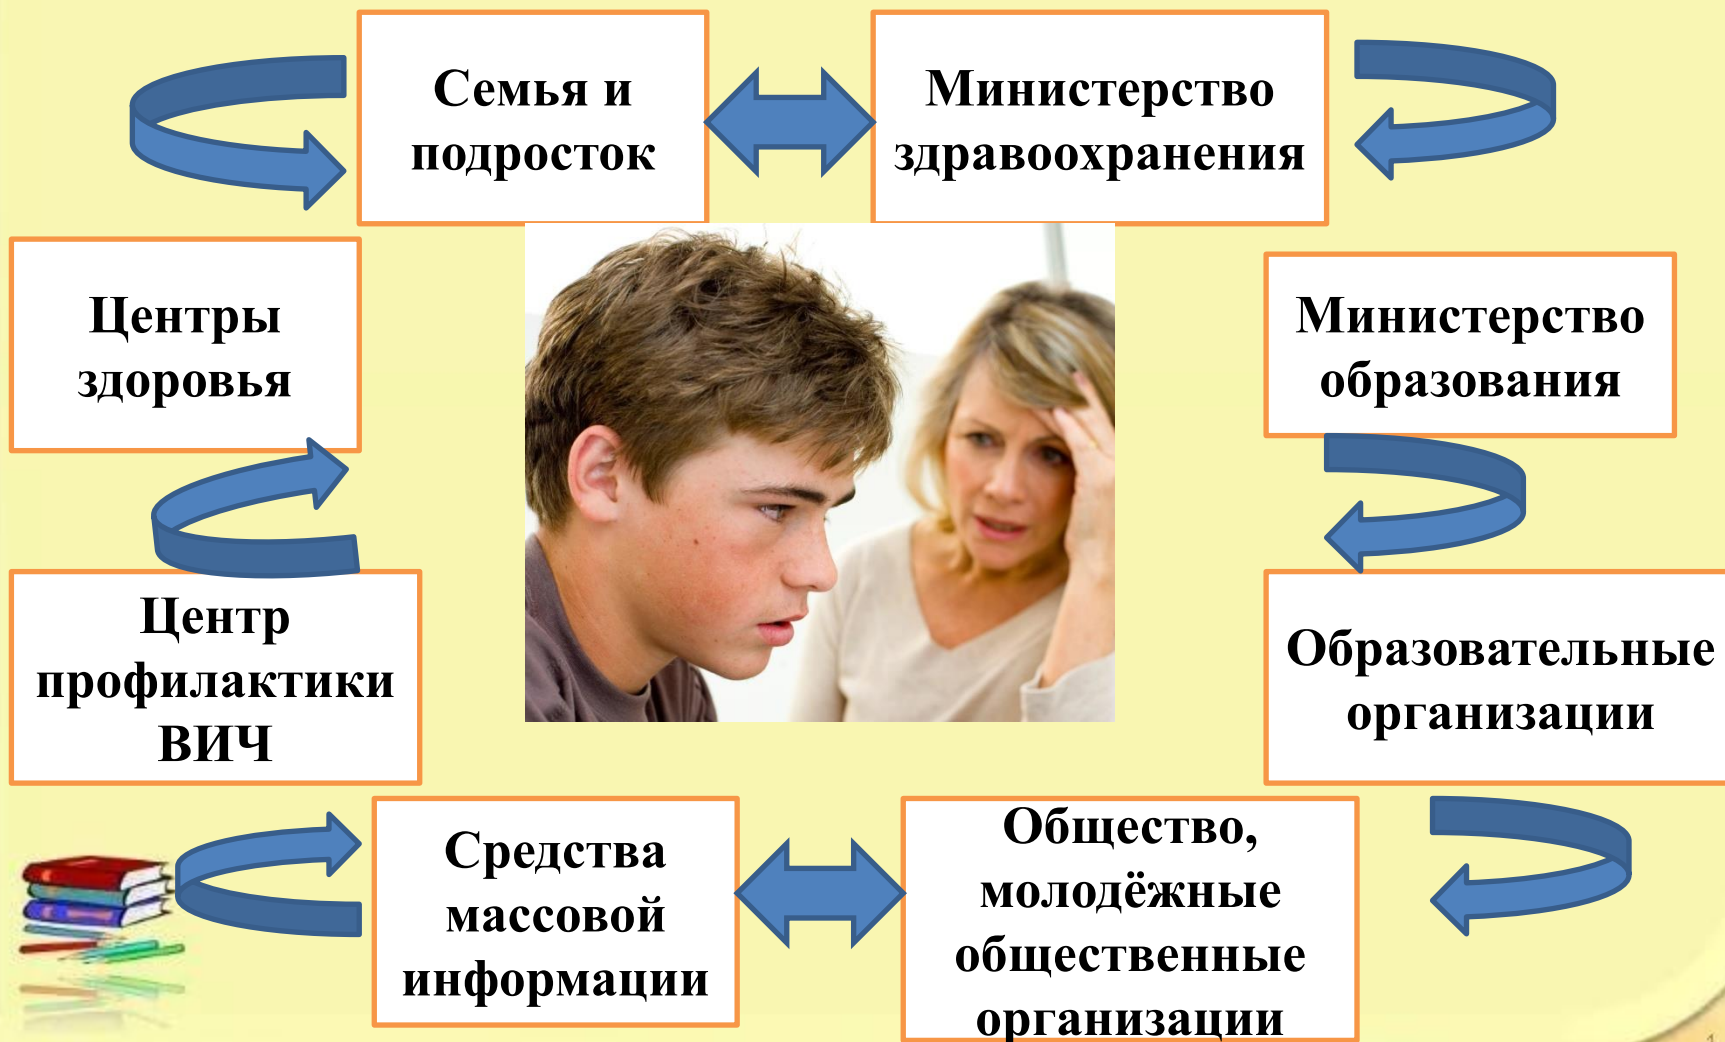 Семья и
подросток
Министерство
здравоохранения
Центры
здоровья
Министерство
образования
Центр
профилактики
ВИЧ
Образовательные
организации
Средства
массовой
информации
Общество,
молодёжные
общественные
организации